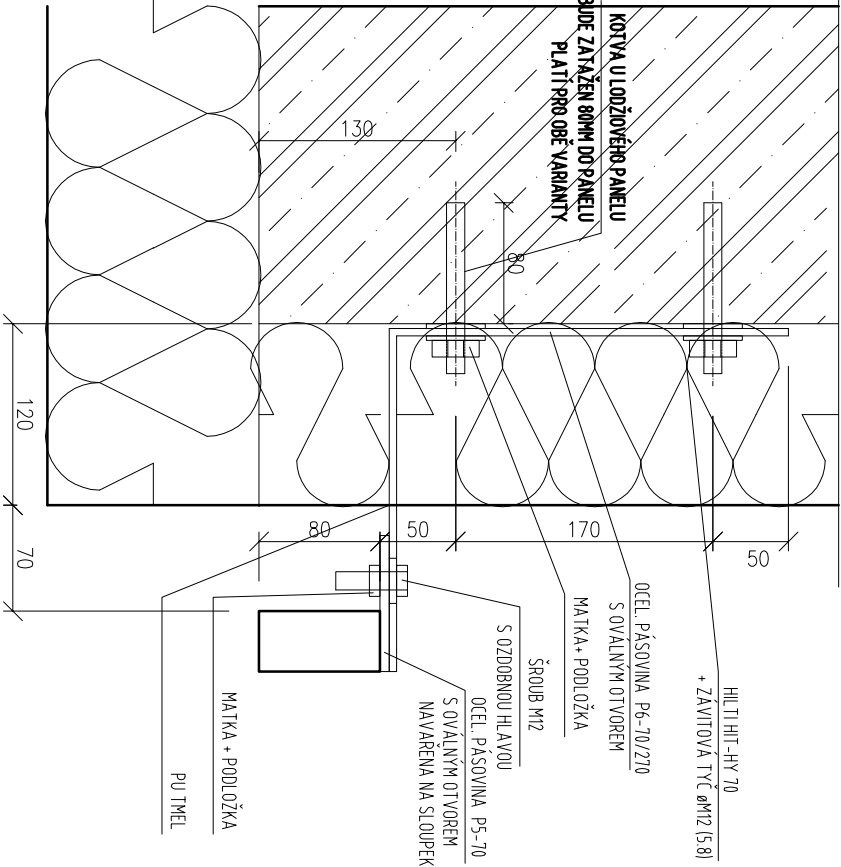 KOTVA U LODŽIOVÉHO PANELU
BUDE ZATAŽEN 80MM DO PANELU
PLATÍ PRO OBĚ VARIANTY
130
80
120
70
80
50
170
50
HILTI HIT-HY 70
+ ZÁVITOVÁ TYČ øM12 (5.8)
OCEL. PÁSOVINA P6-70/270
S OVÁLNÝM OTVOREM
MATKA+ PODLOŽKA
ŠROUB M12
S OZDOBNOU HLAVOU
OCEL. PÁSOVINA P5-70
S OVÁLNÝM OTVOREM
NAVAŘENA NA SLOUPEK
MATKA + PODLOŽKA
PU TMEL